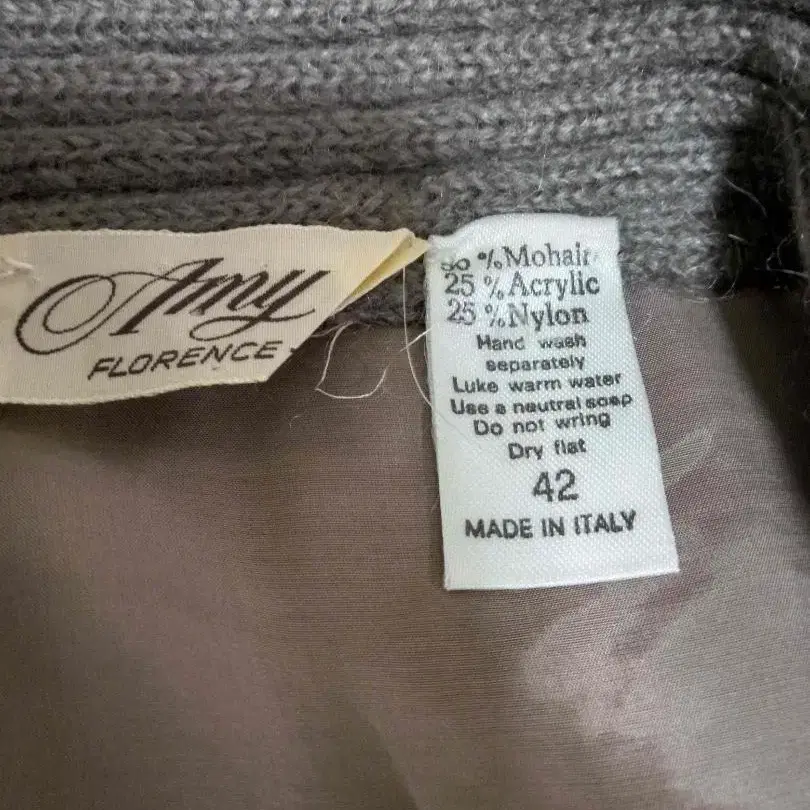 Amy
FLORENCE
% Mohair
25 % Acrylic
25 % Nylon
Hand wash
separately
Luke warm water
Use a neutral soap
Do not wring
Dry flat
42
MADE IN ITALY